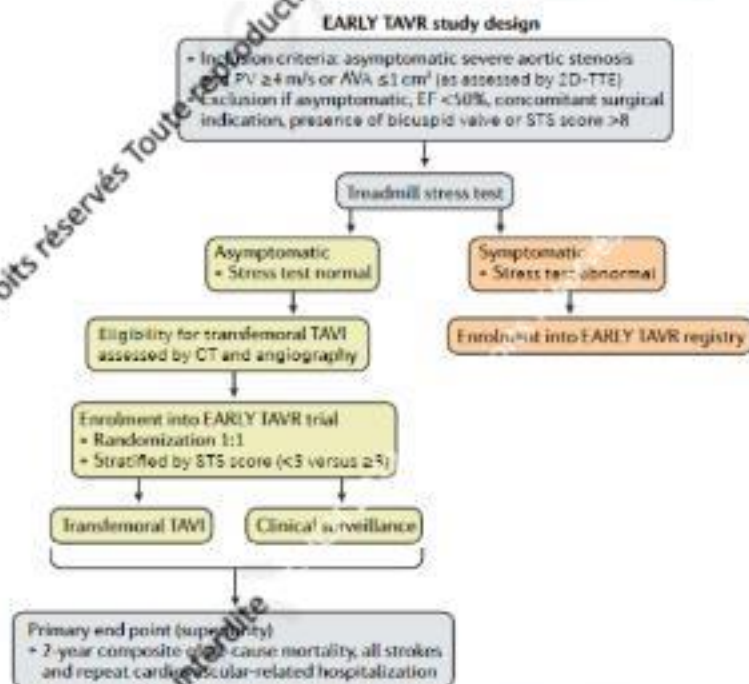 EARLY TAVR study design
• Inclusion criteria: asymptomatic severe aortic stenosis
and PV ≥4 m/s or AVA ≤1 cm² (as assessed by 2D-TTE)
Exclusion if asymptomatic, EF <50%, concomitant surgical
indication, presence of bicuspid valve or STS score >8
Treadmill stress test
Asymptomatic
• Stress test normal
Symptomatic
• Stress test abnormal
Eligibility for transfemoral TAVI
assessed by CT and angiography
Enrolment into EARLY TAVR registry
Enrolment into EARLY TAVR trial
• Randomization 1:1
• Stratified by STS score (<3 versus ≥3)
Transfemoral TAVI
Clinical surveillance
Primary end point (superiority)
• 2-year composite of all-cause mortality, all strokes
and repeat cardiovascular-related hospitalization
réservés Toute reproduct
interdite